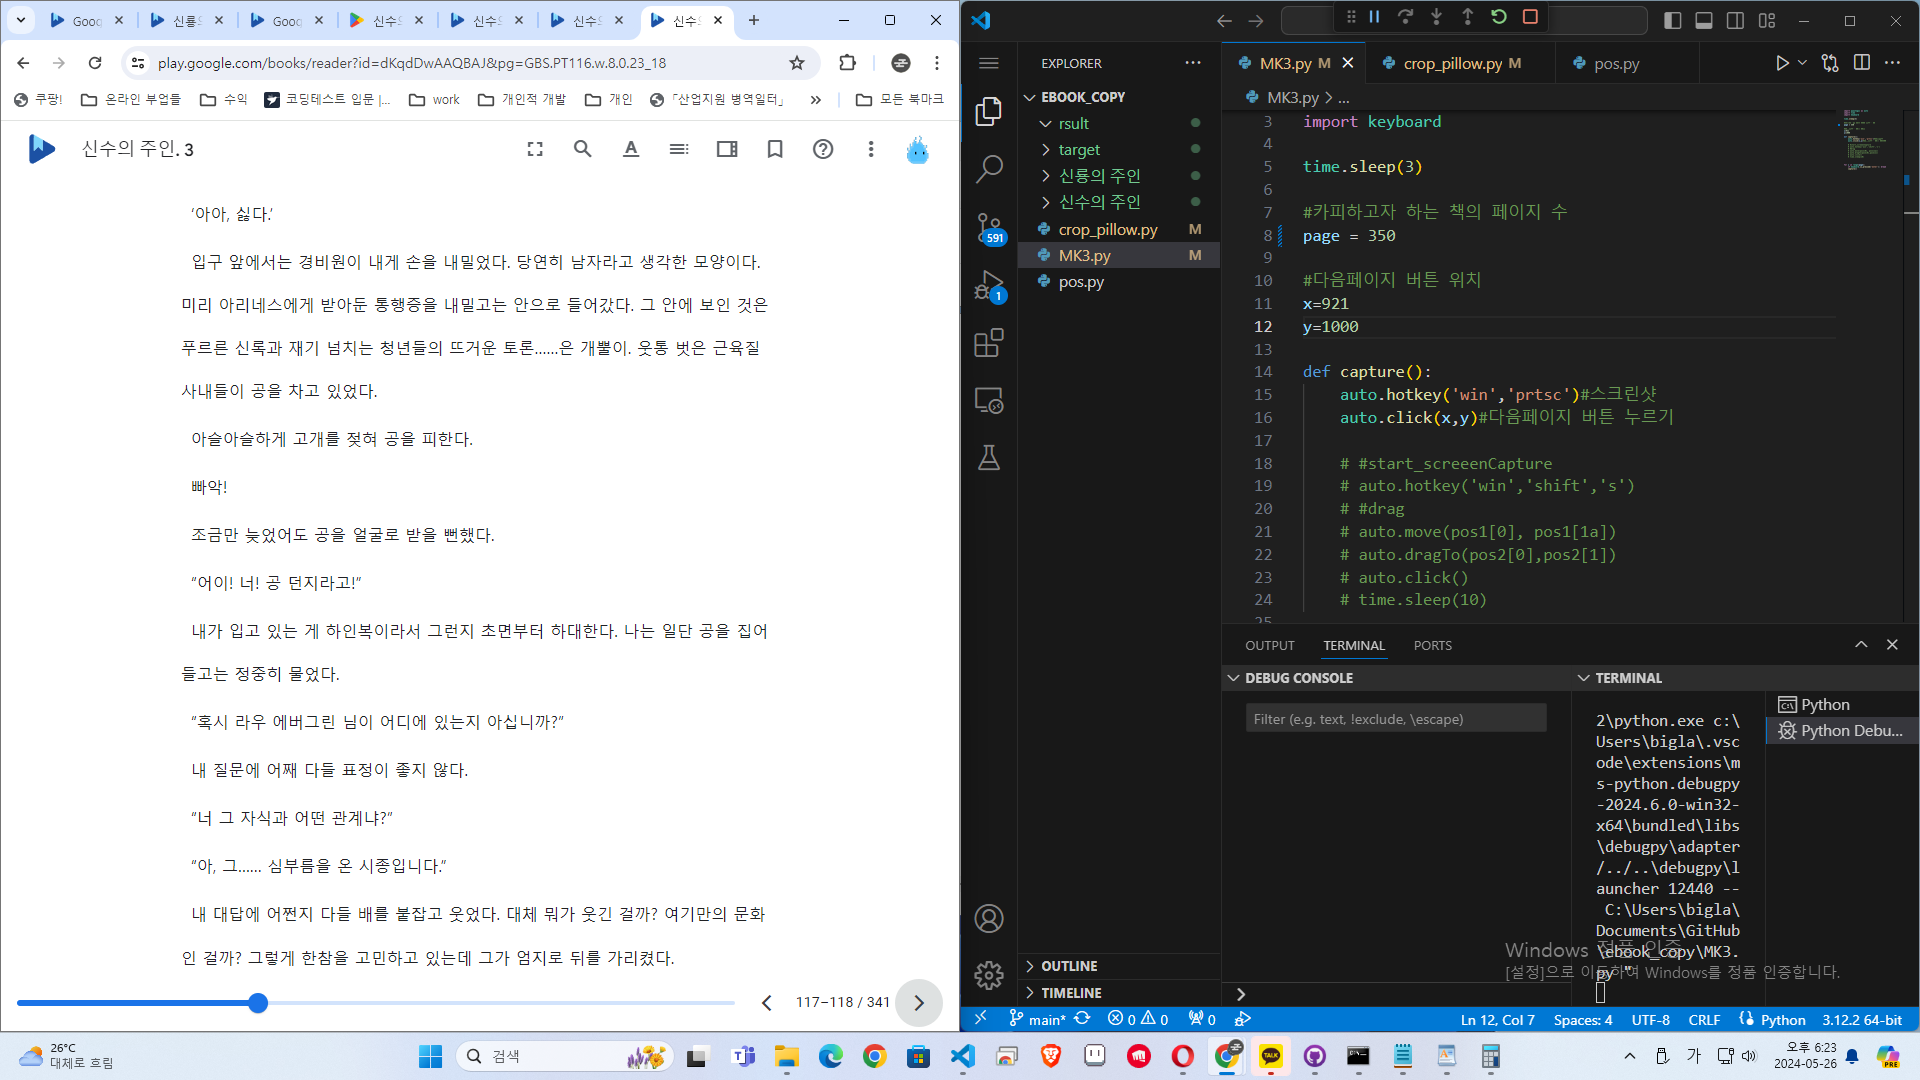 Goog
신룡으
Goog
신수으
신수으
신수으
신수으
play.google.com/books/reader?id=dKqdDwAAQBAJ&pg=GBS.PT116.w.8.0.23_18
쿠팡!
온라인 부업들
수익
코딩테스트 입문 |...
work
개인적 개발
개인
「산업지원 병역일터」
»
모든 북마크
신수의 주인. 3
‘아아, 싫다.’
입구 앞에서는 경비원이 내게 손을 내밀었다. 당연히 남자라고 생각한 모양이다.
미리 아리네스에게 받아둔 통행증을 내밀고는 안으로 들어갔다. 그 안에 보인 것은
푸르른 신록과 재기 넘치는 청년들의 뜨거운 토론......은 개뿔이. 웃통 벗은 근육질
사내들이 공을 차고 있었다.
아슬아슬하게 고개를 젖혀 공을 피한다.
빠악!
조금만 늦었어도 공을 얼굴로 받을 뻔했다.
“어이! 너! 공 던지라고!”
내가 입고 있는 게 하인복이라서 그런지 초면부터 하대한다. 나는 일단 공을 집어
들고는 정중히 물었다.
“혹시 라우 에버그린 님이 어디에 있는지 아십니까?”
내 질문에 어째 다들 표정이 좋지 않다.
“너 그 자식과 어떤 관계냐?”
“아, 그...... 심부름을 온 시종입니다.”
내 대답에 어쩐지 다들 배를 붙잡고 웃었다. 대체 뭐가 웃긴 걸까? 여기만의 문화
인 걸까? 그렇게 한참을 고민하고 있는데 그가 엄지로 뒤를 가리켰다.
117–118 / 341
EXPLORER
EBOOK_COPY
rsult
target
신룡의 주인
신수의 주인
crop_pillow.py M
MK3.py M
pos.py
591
1
OUTLINE
TIMELINE
MK3.py M
crop_pillow.py M
pos.py
MK3.py > ...
3 import keyboard
4
5 time.sleep(3)
6
7 #카피하고자 하는 책의 페이지 수
8 page = 350
9
10 #다음페이지 버튼 위치
11 x=921
12 y=1000
13
14 def capture():
15 auto.hotkey('win','prtsc')#스크린샷
16 auto.click(x,y)#다음페이지 버튼 누르기
17
18 # #start_screeenCapture
19 # auto.hotkey('win','shift','s')
20 # #drag
21 # auto.move(pos1[0], pos1[1a])
22 # auto.dragTo(pos2[0],pos2[1])
23 # auto.click()
24 # time.sleep(10)
25
OUTPUT
TERMINAL
PORTS
DEBUG CONSOLE
Filter (e.g. text, !exclude, \escape)
TERMINAL
2\python.exe c:\
Users\bigla\.vsc
ode\extensions\m
s-python.debugpy
-2024.6.0-win32-
x64\bundled\libs
\debugpy\adapter
/../..\debugpy\l
auncher 12440 --
C:\Users\bigla\
Documents\GitHub
\ebook_copy\MK3.
py "
Python
Python Debu...
Windows 정품 인증
[설정]으로 이동하여 Windows를 정품 인증합니다.
main*
0
0
0
Ln 12, Col 7
Spaces: 4
UTF-8
CRLF
Python
3.12.2 64-bit
26°C
대체로 흐림
검색
TALK
가
오후 6:23
2024-05-26
PRE